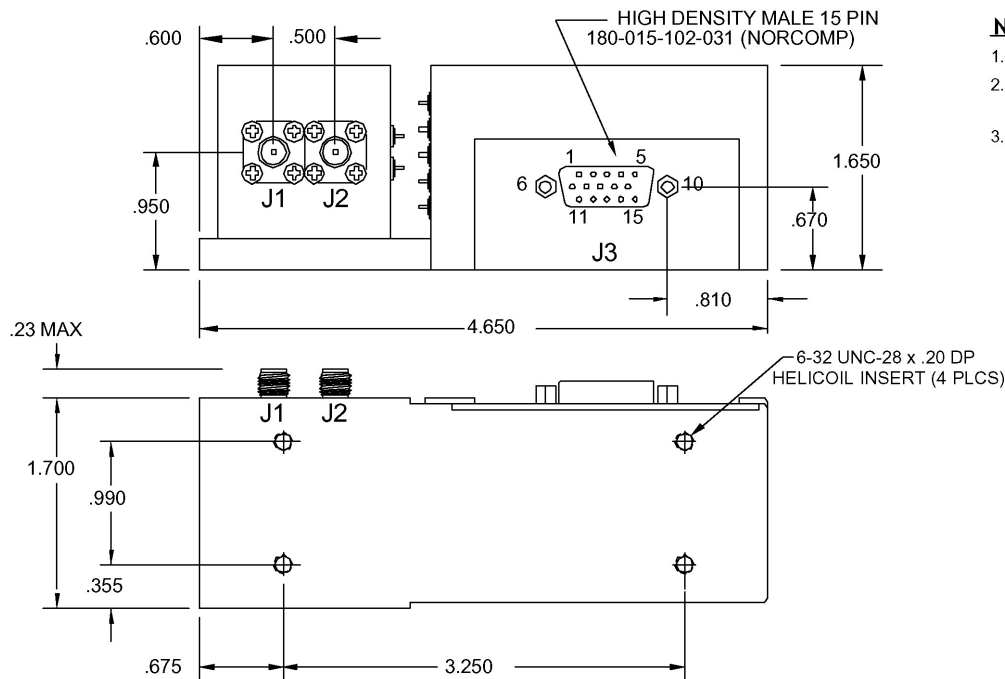 .600
.500
HIGH DENSITY MALE 15 PIN
180-015-102-031 (NORCOMP)
N
1.
2.
3.
1 5
6 10
11 15
J1 J2
J3
.950
1.650
.670
.810
4.650
.23 MAX
6-32 UNC-28 x .20 DP
HELICOIL INSERT (4 PLCS)
J1 J2
1.700
.990
.355
.675
3.250